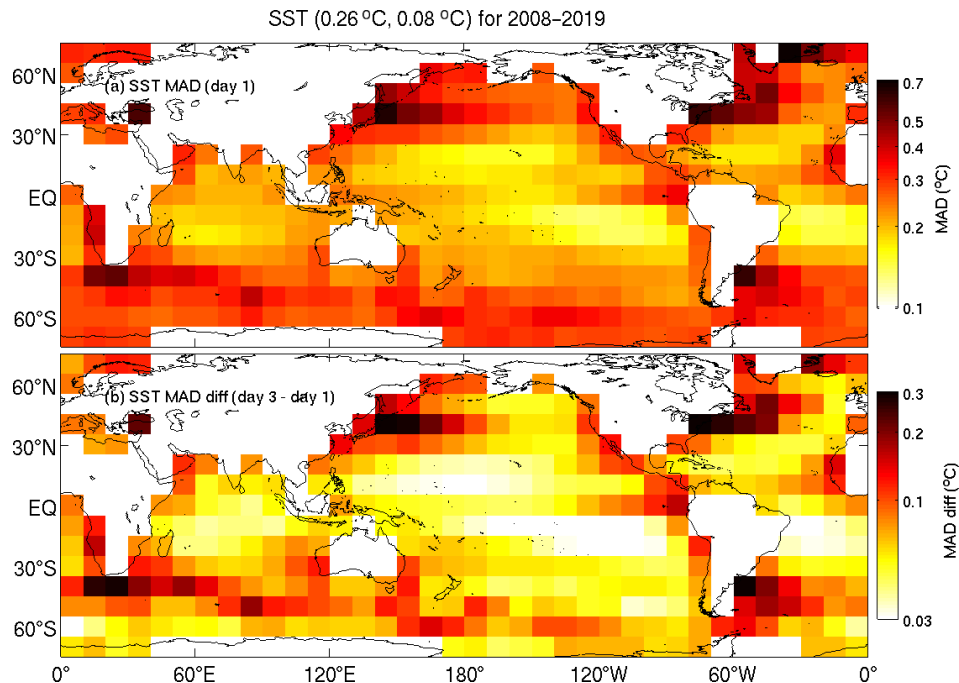 SST (0.26 °C, 0.08 °C) for 2008–2019
60°N
30°N
EQ
30°S
60°S
(a) SST MAD (day 1)
0.7
0.5
0.4
0.3
0.2
0.1
MAD (°C)
60°N
30°N
EQ
30°S
60°S
(b) SST MAD diff (day 3 - day 1)
0.3
0.2
0.1
0.03
MAD diff (°C)
0° 60°E 120°E 180° 120°W 60°W 0°